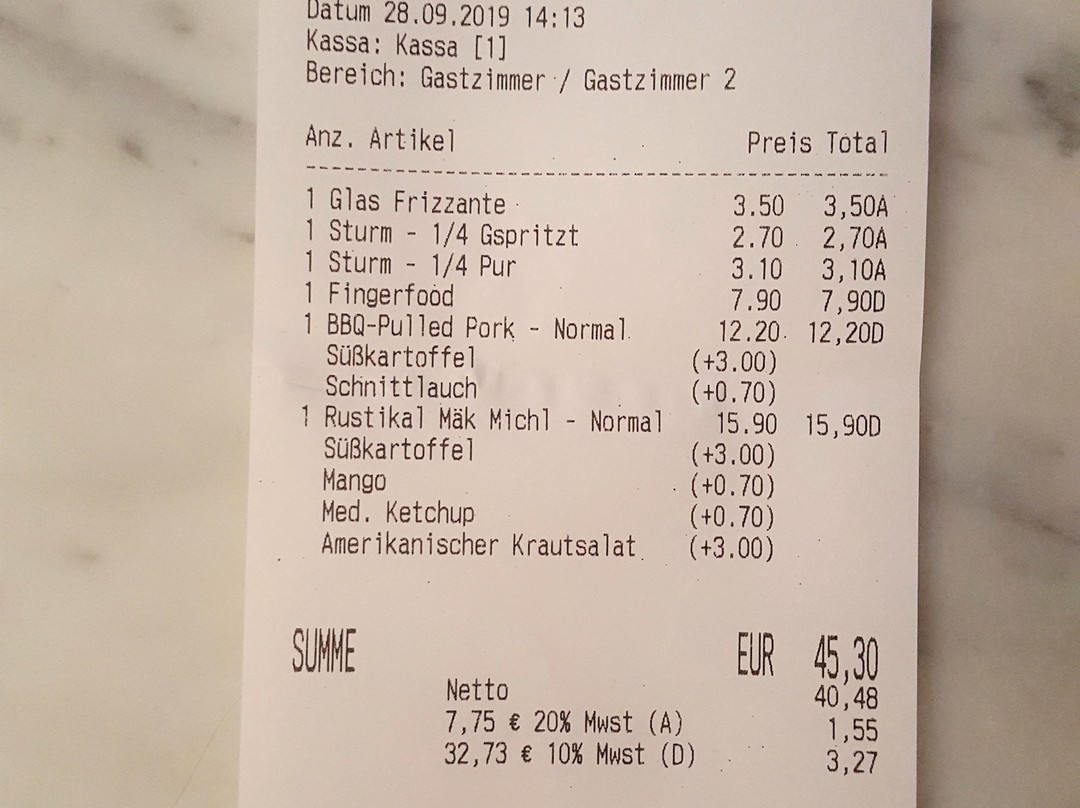 Datum 28.09.2019 14:13
Kassa: Kassa [1]
Bereich: Gastzimmer / Gastzimmer 2
Anz. Artikel Preis Total
1 Glas Frizzante 3.50 3,50A
1 Sturm - 1/4 Gspritzt 2.70 2,70A
1 Sturm - 1/4 Pur 3.10 3,10A
1 Fingerfood 7.90 7,90D
1 BBQ-Pulled Pork - Normal 12.20 12,20D
Süßkartoffel (+3.00)
Schnittlauch (+0.70)
1 Rustikal Mäk Michl - Normal 15.90 15,90D
Süßkartoffel (+3.00)
Mango (+0.70)
Med. Ketchup (+0.70)
Amerikanischer Krautsalat (+3.00)
SUMME EUR 45,30
Netto 40,48
7,75 € 20% Mwst (A) 1,55
32,73 € 10% Mwst (D) 3,27